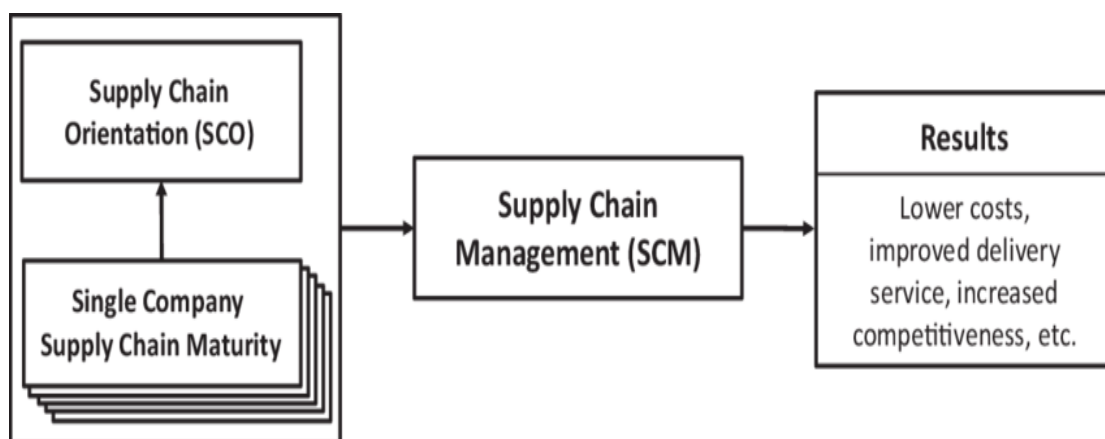 Supply Chain
Orientation (SCO)
Single Company
Supply Chain Maturity
Supply Chain
Management (SCM)
Results
Lower costs,
improved delivery
service, increased
competitiveness, etc.